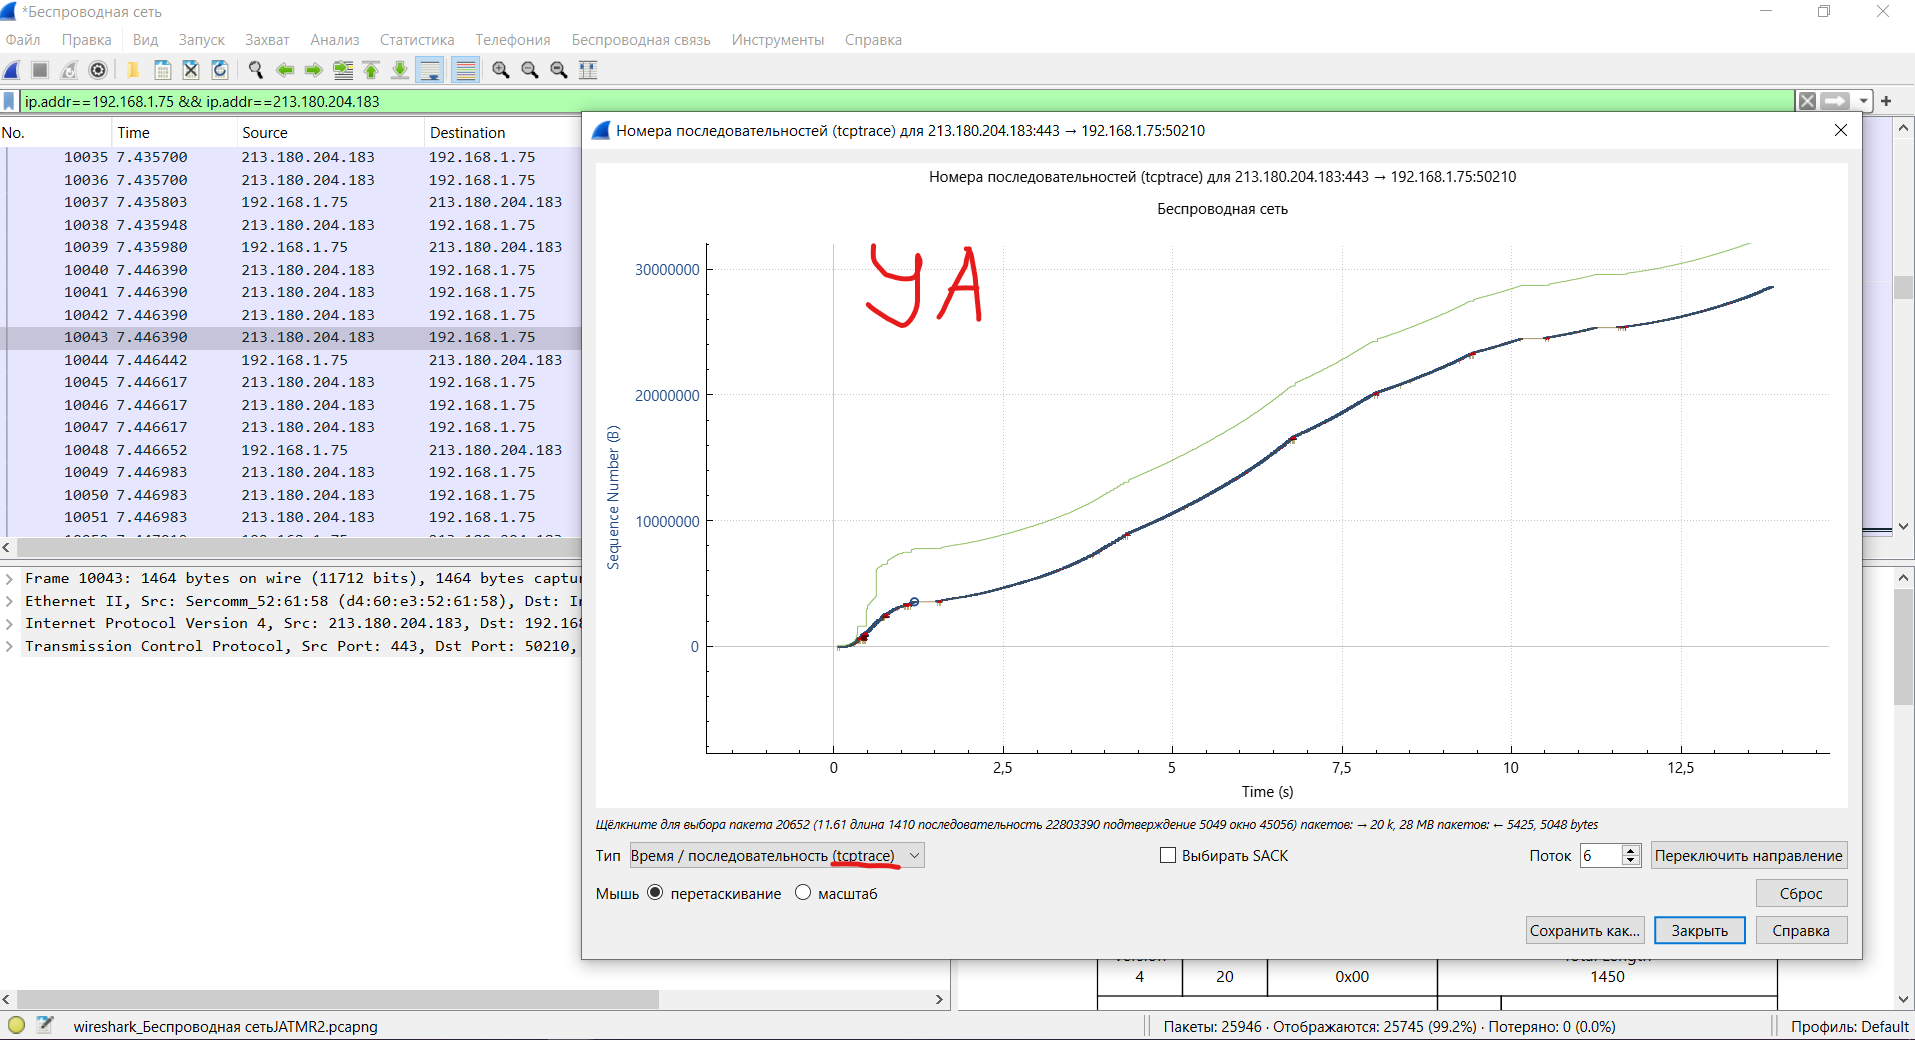 *Беспроводная сеть
Файл Правка Вид Запуск Захват Анализ Статистика Телефония Беспроводная связь Инструменты Справка
ip.addr==192.168.1.75 && ip.addr==213.180.204.183
No. Time Source Destination
10035 7.435700 213.180.204.183 192.168.1.75
10036 7.435700 213.180.204.183 192.168.1.75
10037 7.435803 192.168.1.75 213.180.204.183
10038 7.435948 213.180.204.183 192.168.1.75
10039 7.435980 192.168.1.75 213.180.204.183
10040 7.446390 213.180.204.183 192.168.1.75
10041 7.446390 213.180.204.183 192.168.1.75
10042 7.446390 213.180.204.183 192.168.1.75
10043 7.446390 213.180.204.183 192.168.1.75
10044 7.446442 192.168.1.75 213.180.204.183
10045 7.446617 213.180.204.183 192.168.1.75
10046 7.446617 213.180.204.183 192.168.1.75
10047 7.446617 213.180.204.183 192.168.1.75
10048 7.446652 192.168.1.75 213.180.204.183
10049 7.446983 213.180.204.183 192.168.1.75
10050 7.446983 213.180.204.183 192.168.1.75
10051 7.446983 213.180.204.183 192.168.1.75
Frame 10043: 1464 bytes on wire (11712 bits), 1464 bytes captu
Ethernet II, Src: Sercomm_52:61:58 (d4:60:e3:52:61:58), Dst: In
Internet Protocol Version 4, Src: 213.180.204.183, Dst: 192.168
Transmission Control Protocol, Src Port: 443, Dst Port: 50210,
Номера последовательностей (tcptrace) для 213.180.204.183:443 → 192.168.1.75:50210
Номера последовательностей (tcptrace) для 213.180.204.183:443 → 192.168.1.75:50210
Беспроводная сеть
УА
30000000
20000000
10000000
0
Sequence Number (B)
0 2,5 5 7,5 10 12,5
Time (s)
Щёлкните для выбора пакета 20652 (11.61 длина 1410 последовательность 22803390 подтверждение 5049 окно 45056) пакетов: → 20 k, 28 MB пакетов: ← 5425, 5048 bytes
Тип Время / последовательность (tcptrace) Выбирать SACK Поток 6 Переключить направление
Мышь перетаскивание масштаб Сброс
Сохранить как... Закрыть Справка
4 20 0x00 1450
wireshark_Беспроводная сетьJATMR2.pcapng Пакеты: 25946 · Отображаются: 25745 (99.2%) · Потеряно: 0 (0.0%) Профиль: Default